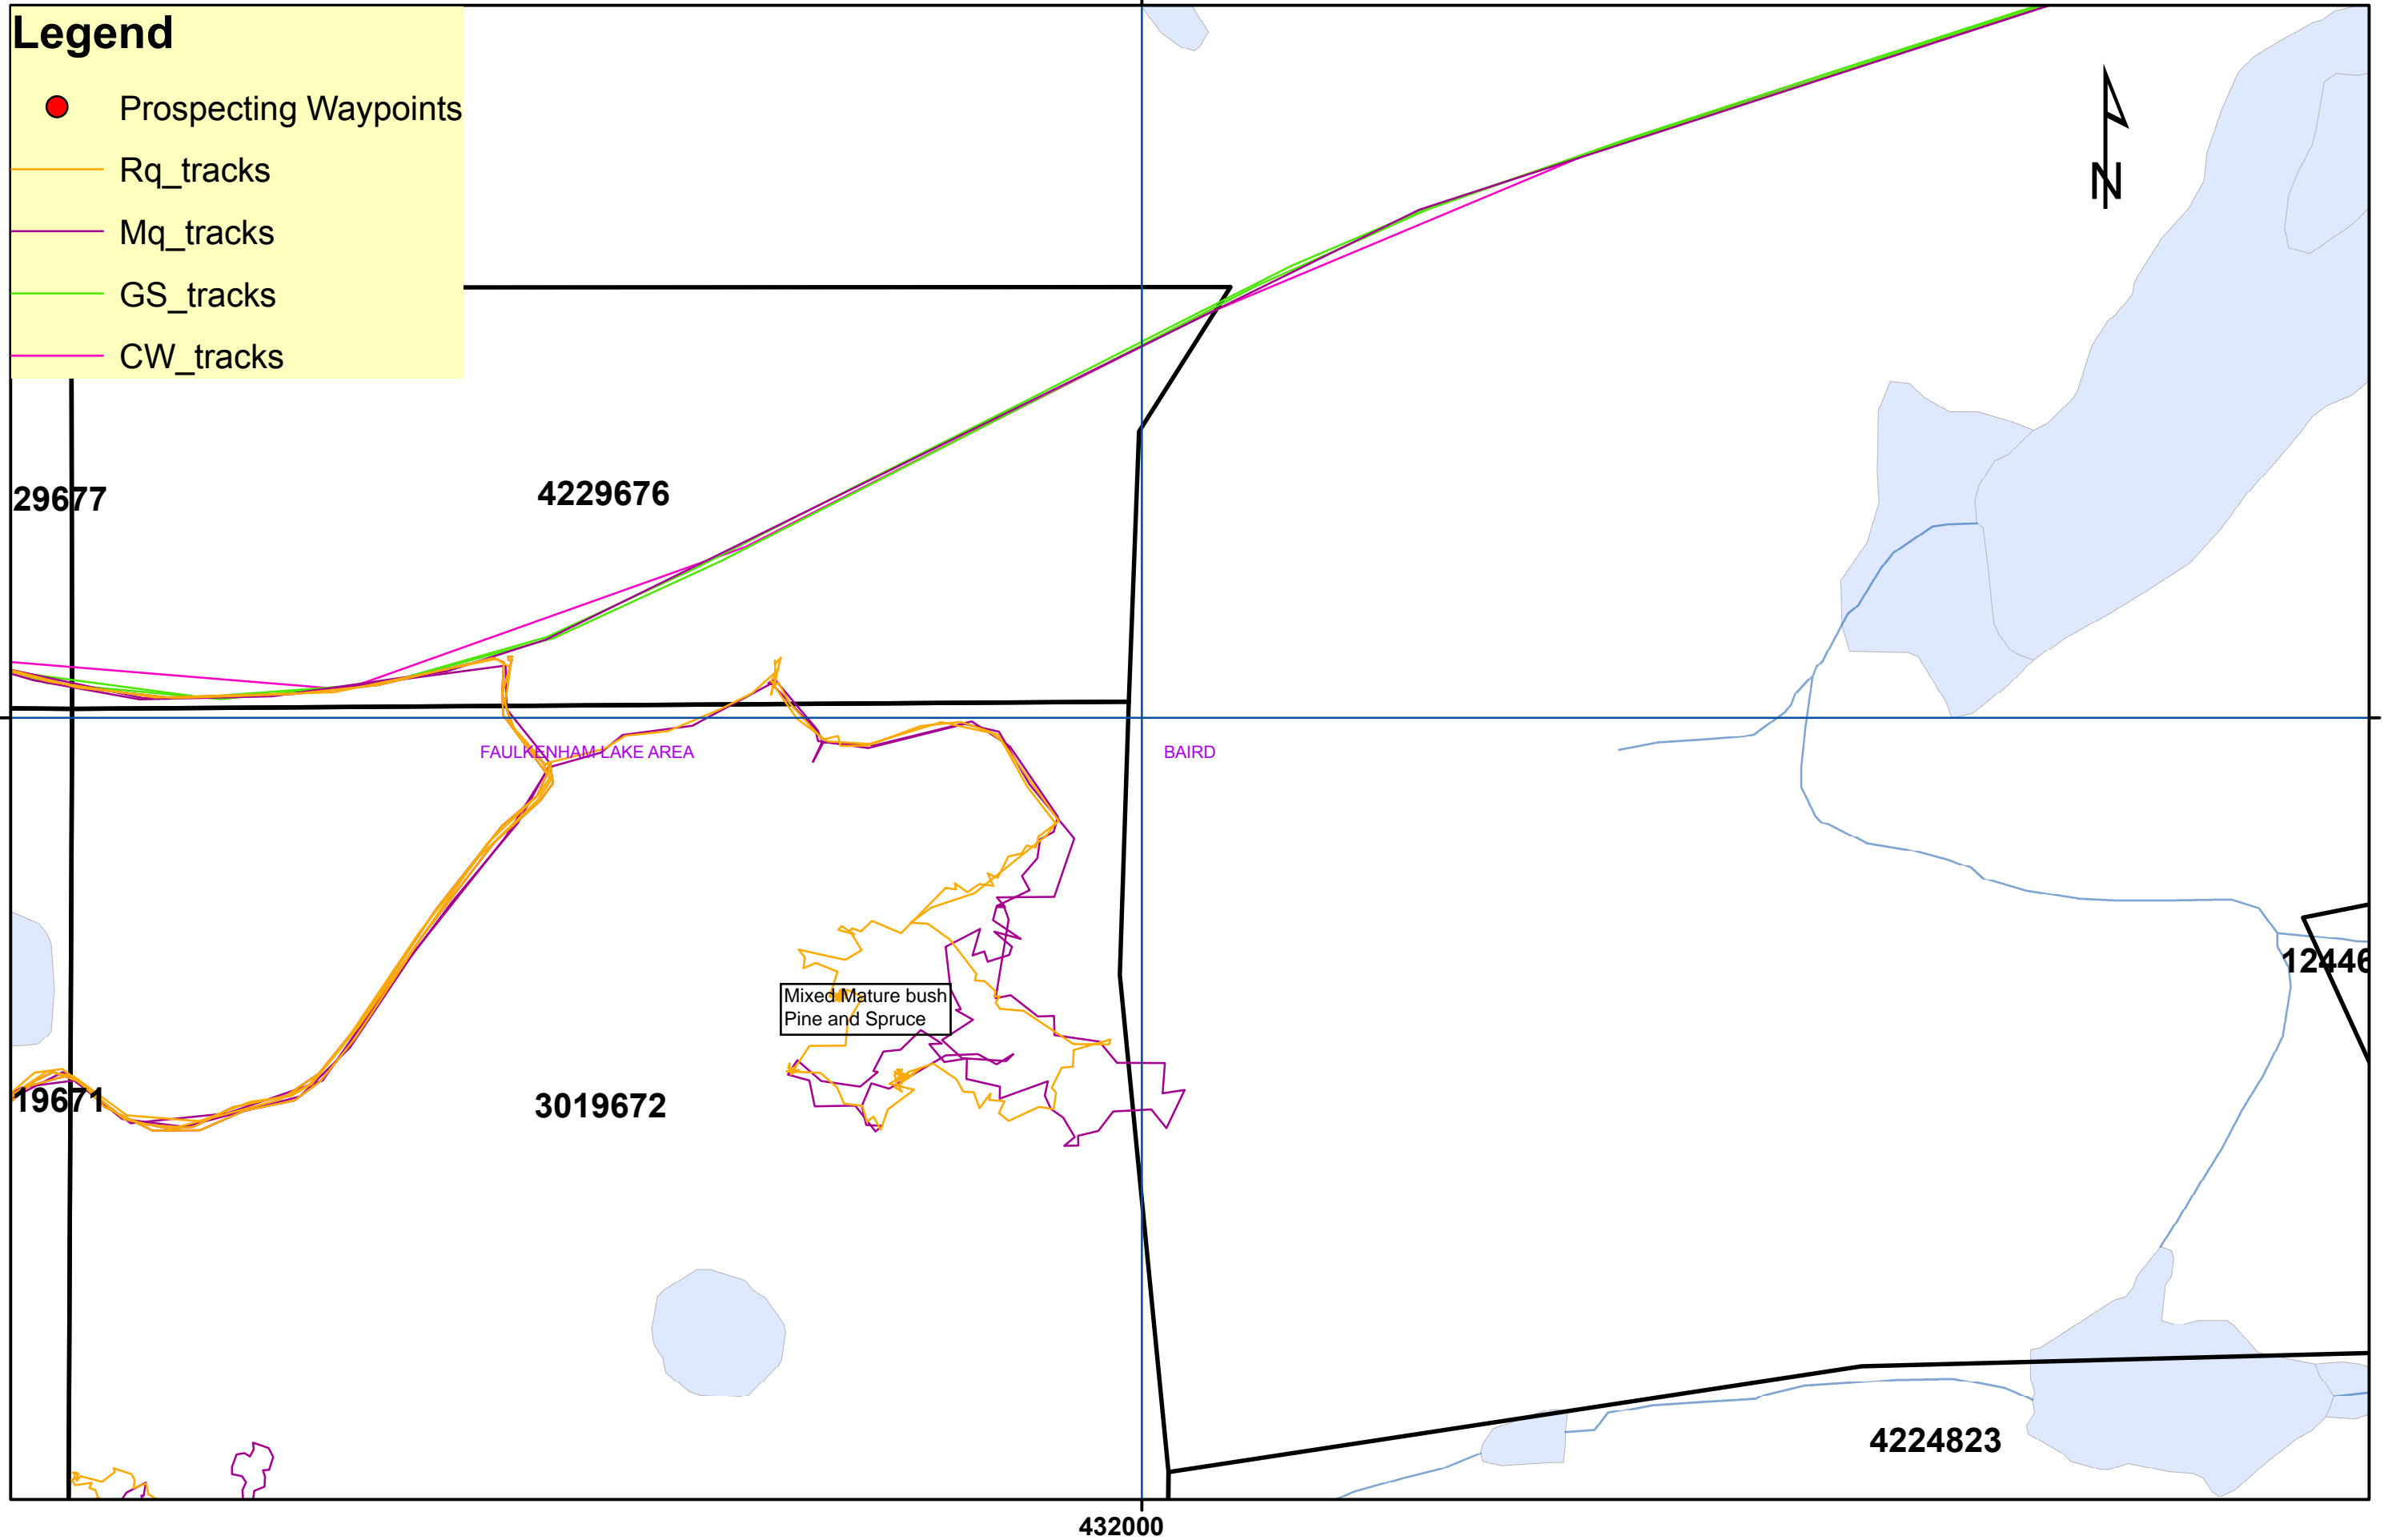 Legend
Prospecting Waypoints
Rq_tracks
Mq_tracks
GS_tracks
CW_tracks
N
29677
4229676
FAULKENHAM LAKE AREA
BAIRD
12446
Mixed Mature bush
Pine and Spruce
19671
3019672
4224823
432000